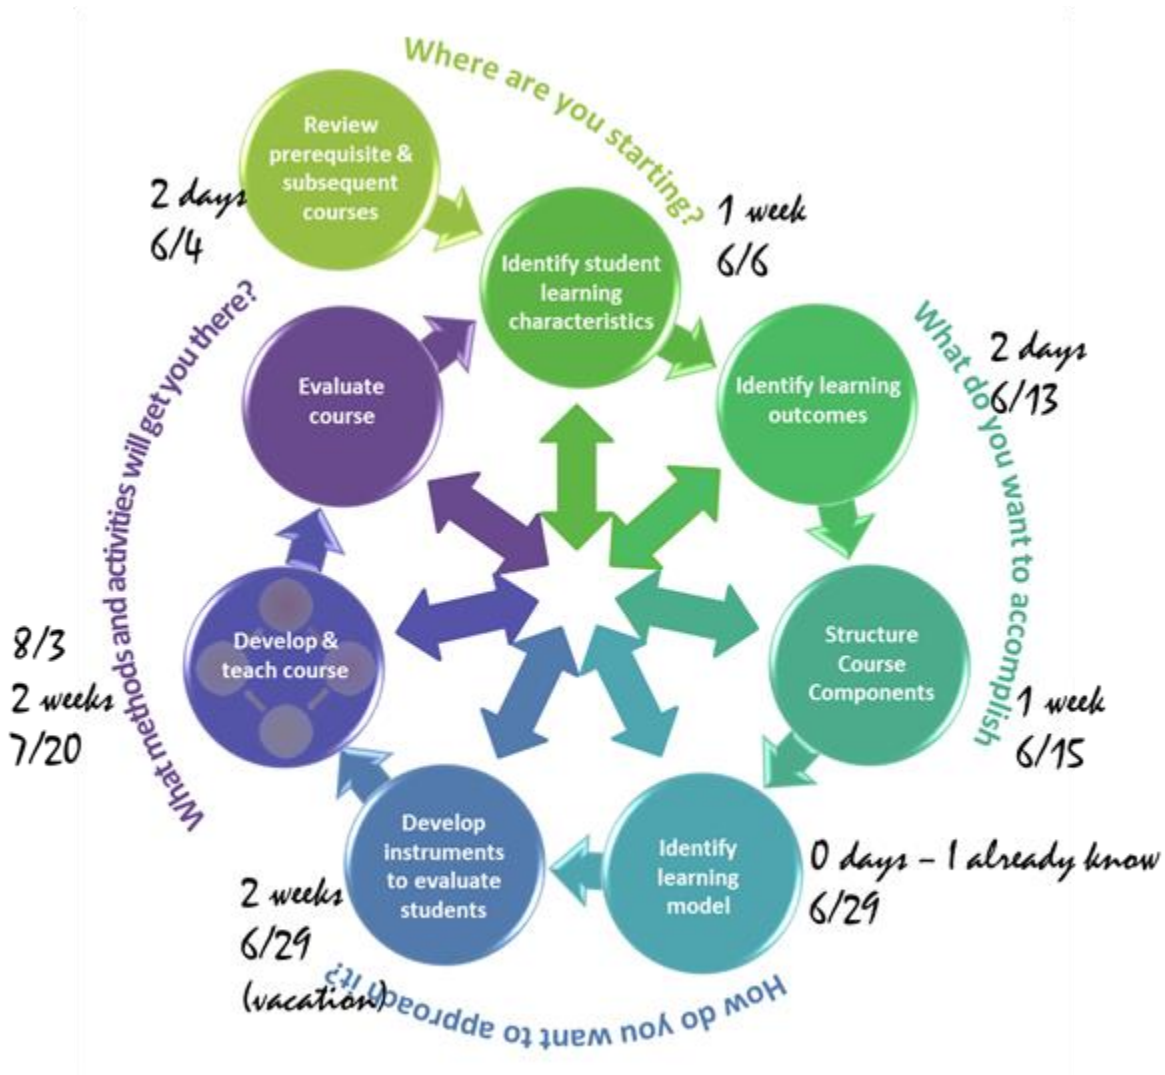 Where are you starting?
Review
prerequisite &
subsequent
courses
2 days
6/4
Identify student
learning
characteristics
1 week
6/6
What do you want to accomplish
Identify learning
outcomes
2 days
6/13
Structure
Course
Components
1 week
6/15
Identify
learning
model
0 days – I already know
6/29
How do you want to approach it?
Develop
instruments
to evaluate
students
2 weeks
6/29
(vacation)
What methods and activities will get you there?
Develop &
teach course
8/3
2 weeks
7/20
Evaluate
course